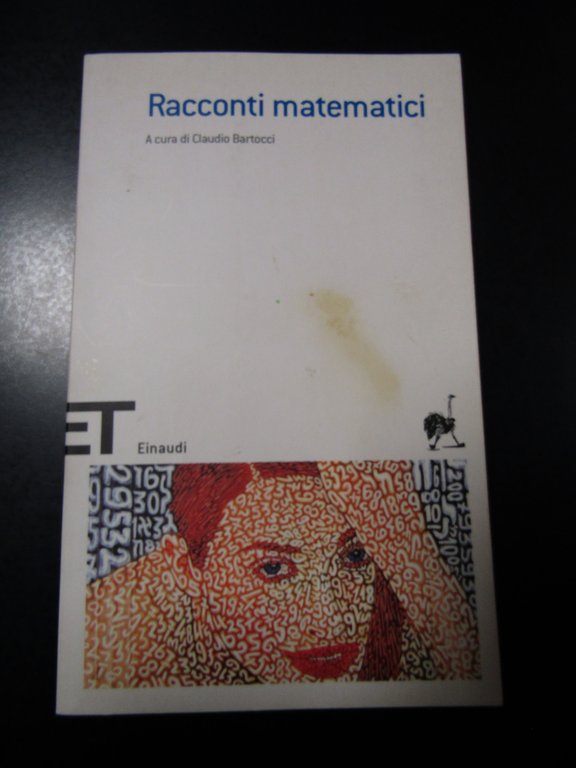 Racconti matematici
A cura di Claudio Bartocci
ET
Einaudi